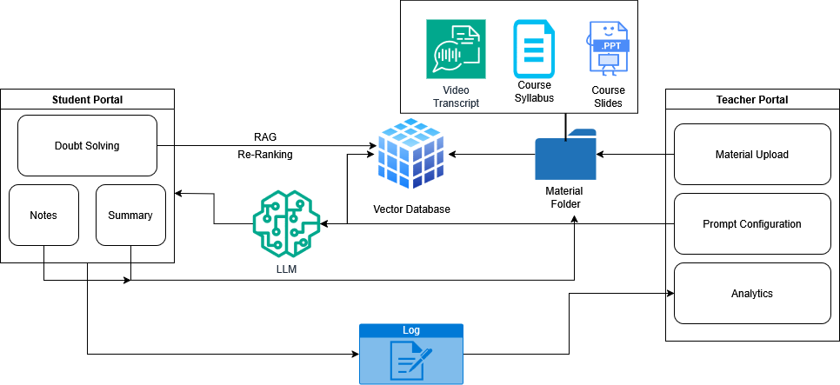 Video
Transcript
Course
Syllabus
.PPT
Course
Slides
Student Portal
Doubt Solving
Notes
Summary
RAG
Re-Ranking
Vector Database
LLM
Material
Folder
Teacher Portal
Material Upload
Prompt Configuration
Analytics
Log